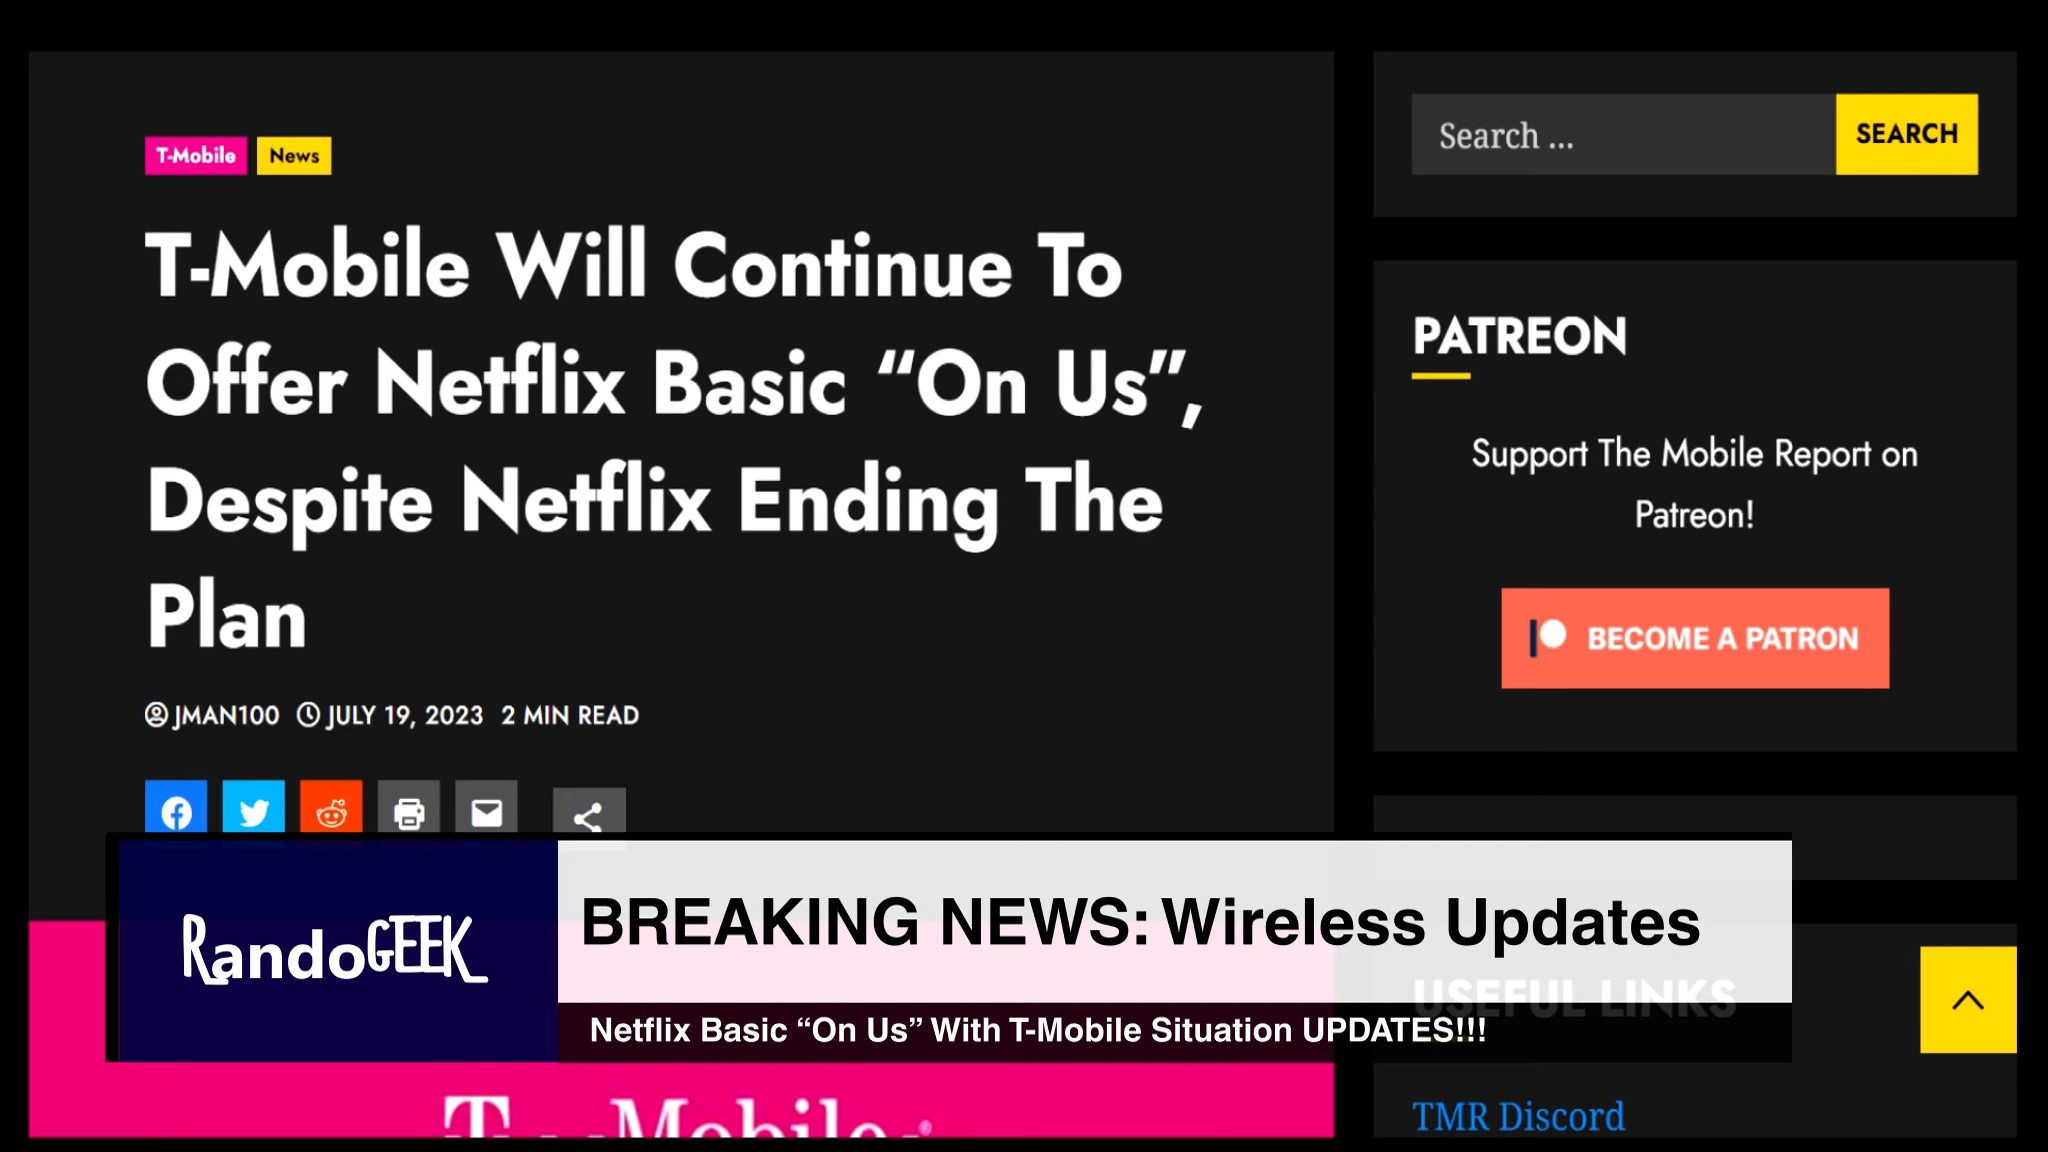 T-Mobile News
T-Mobile Will Continue To
Offer Netflix Basic “On Us”,
Despite Netflix Ending The
Plan
JMAN100 JULY 19, 2023 2 MIN READ
Search ...
SEARCH
PATREON
Support The Mobile Report on
Patreon!
BECOME A PATRON
RandoGEEK
BREAKING NEWS: Wireless Updates
Netflix Basic “On Us” With T-Mobile Situation UPDATES!!!
USEFUL LINKS
TMR Discord
T-Mobile®